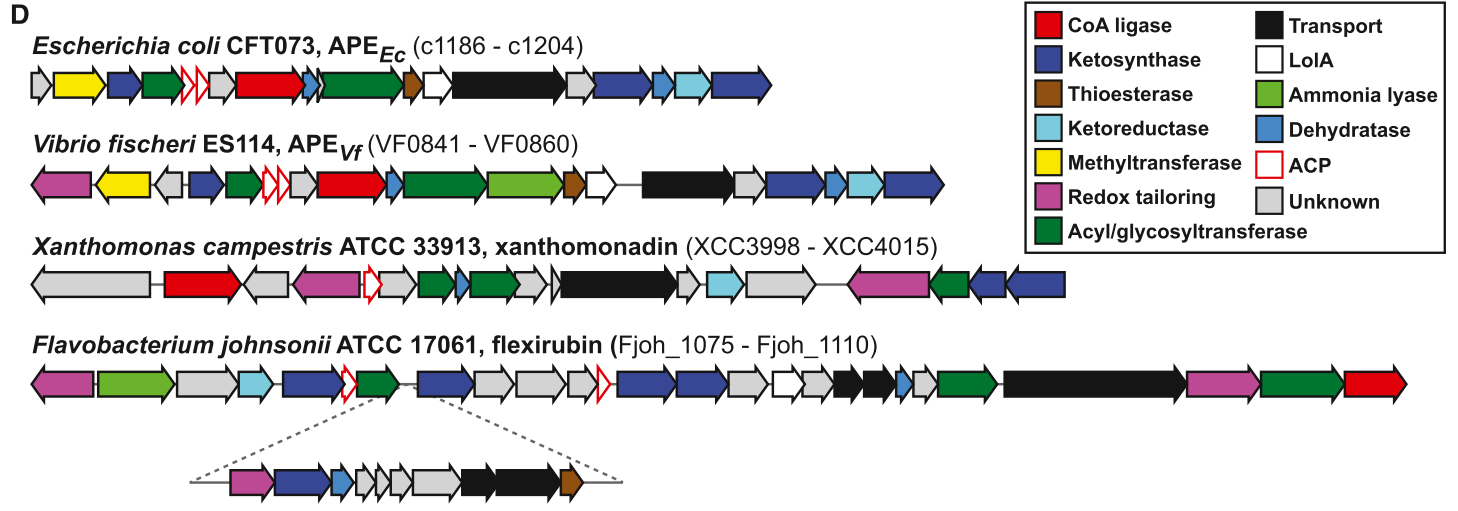 D
Escherichia coli CFT073, APEEc (c1186 - c1204)
Vibrio fischeri ES114, APEVf (VF0841 - VF0860)
Xanthomonas campestris ATCC 33913, xanthomonadin (XCC3998 - XCC4015)
Flavobacterium johnsonii ATCC 17061, flexirubin (Fjoh_1075 - Fjoh_1110)
CoA ligase
Ketosynthase
Thioesterase
Ketoreductase
Methyltransferase
Redox tailoring
Acyl/glycosyltransferase
Transport
LolA
Ammonia lyase
Dehydratase
ACP
Unknown